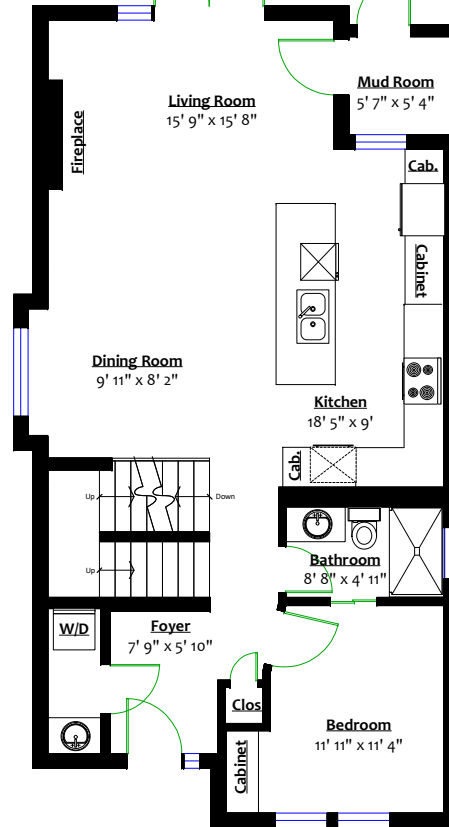 Living Room
15' 9" x 15' 8"
Mud Room
5' 7" x 5' 4"
Fireplace
Cab.
Cabinet
Dining Room
9' 11" x 8' 2"
Kitchen
18' 5" x 9'
Cab.
Up
Down
Up
Bathroom
8' 8" x 4' 11"
W/D
Foyer
7' 9" x 5' 10"
Clos
Bedroom
11' 11" x 11' 4"
Cabinet